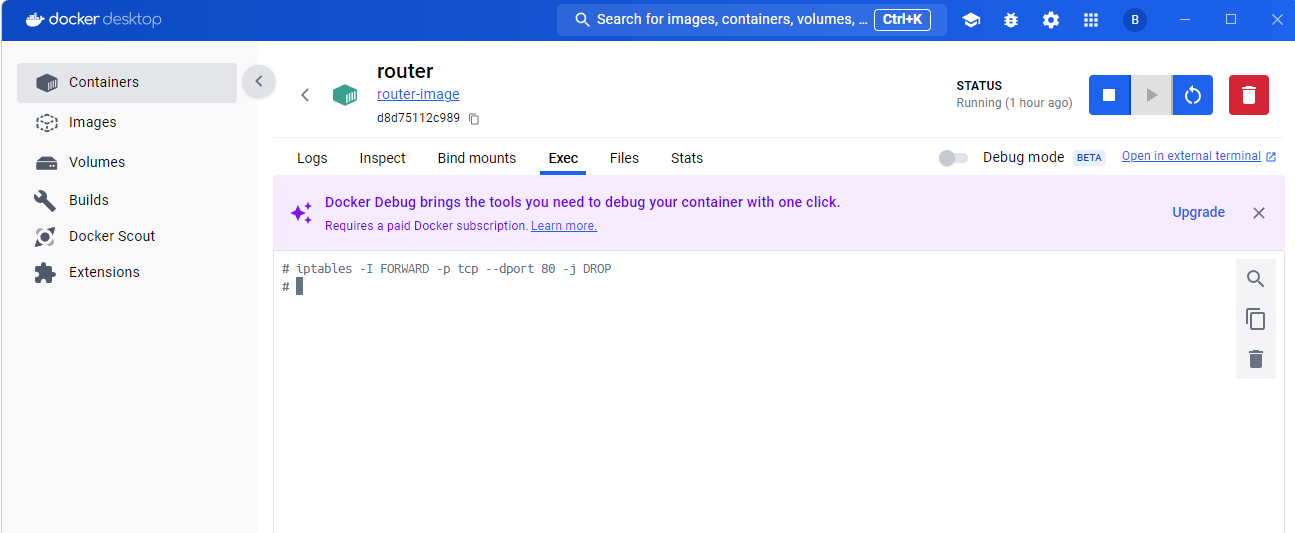 docker desktop
Search for images, containers, volumes, ... Ctrl+K
B
Containers
Images
Volumes
Builds
Docker Scout
Extensions
router
router-image
d8d75112c989
STATUS
Running (1 hour ago)
Logs Inspect Bind mounts Exec Files Stats
Debug mode BETA Open in external terminal
Docker Debug brings the tools you need to debug your container with one click.
Requires a paid Docker subscription. Learn more.
Upgrade
# iptables -I FORWARD -p tcp --dport 80 -j DROP
#